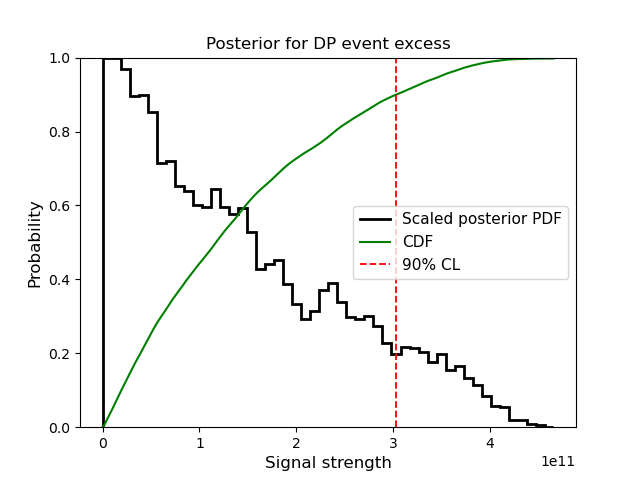 Posterior for DP event excess
Probability
1.0
0.8
0.6
0.4
0.2
0.0
Scaled posterior PDF
CDF
90% CL
0 1 2 3 4
1e11
Signal strength